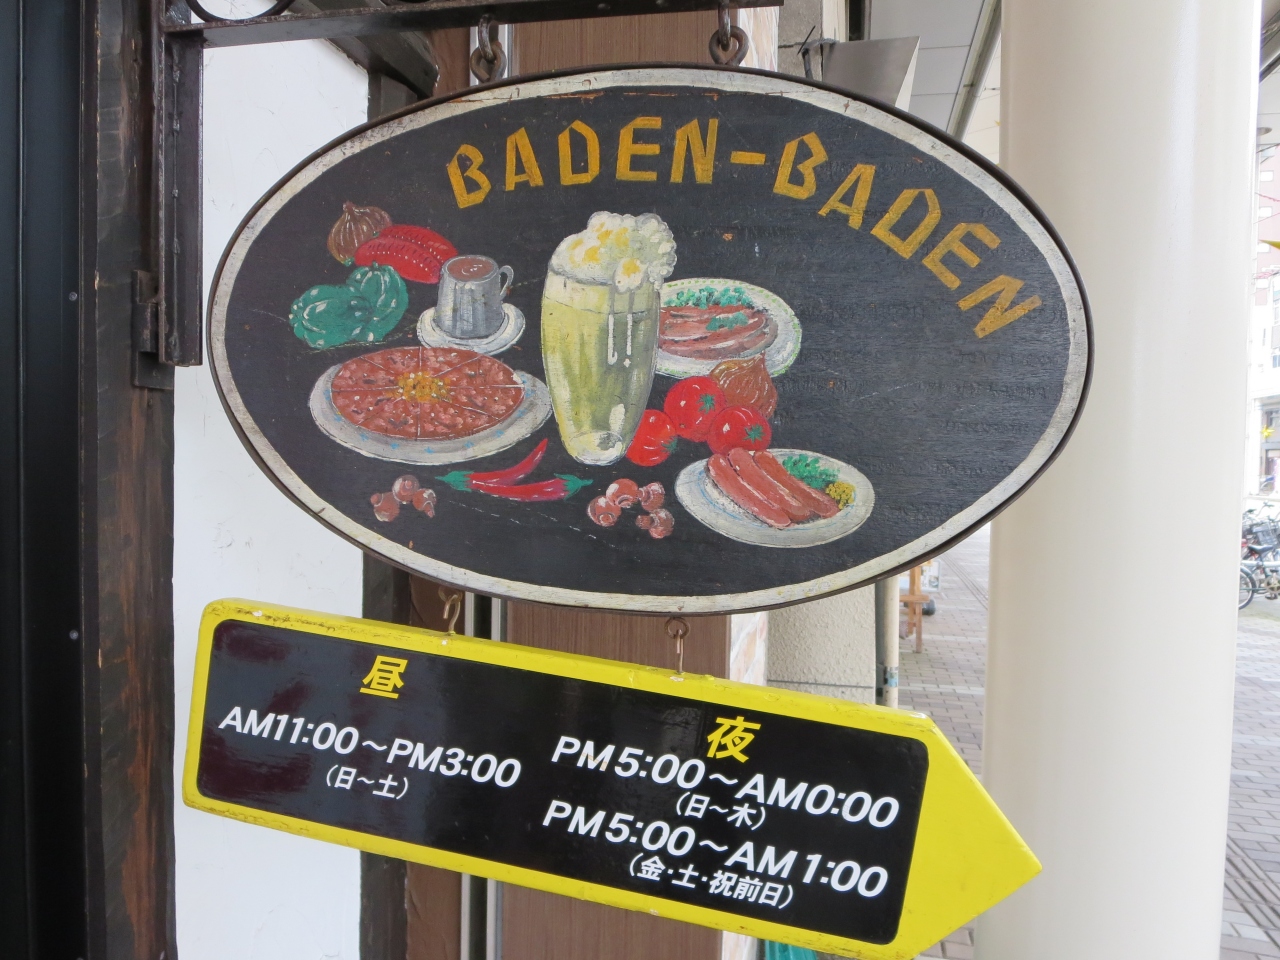 BADEN-BADEN
昼
AM11:00～PM3:00
（日～土）
夜
PM5:00～AM0:00
（日～木）
PM5:00～AM1:00
（金・土・祝前日）